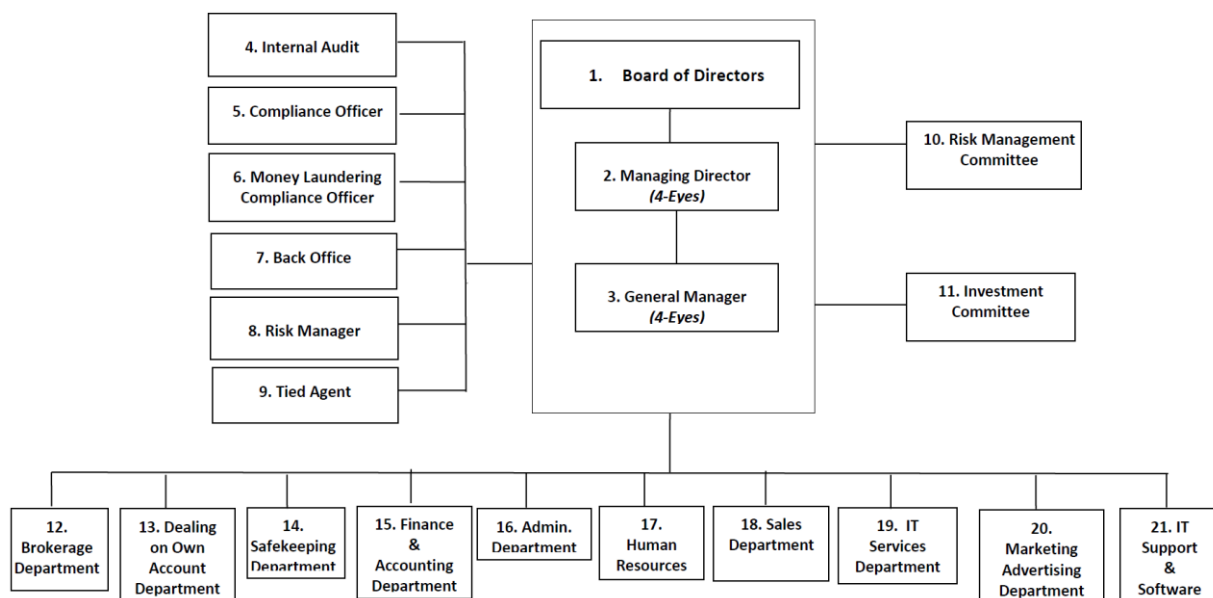 4. Internal Audit
5. Compliance Officer
6. Money Laundering
Compliance Officer
7. Back Office
8. Risk Manager
9. Tied Agent
1. Board of Directors
2. Managing Director
(4-Eyes)
3. General Manager
(4-Eyes)
10. Risk Management
Committee
11. Investment
Committee
12.
Brokerage
Department
13. Dealing
on Own
Account
Department
14.
Safekeeping
Department
15. Finance
&
Accounting
Department
16. Admin.
Department
17.
Human
Resources
18. Sales
Department
19. IT
Services
Department
20.
Marketing
Advertising
Department
21. IT
Support
&
Software